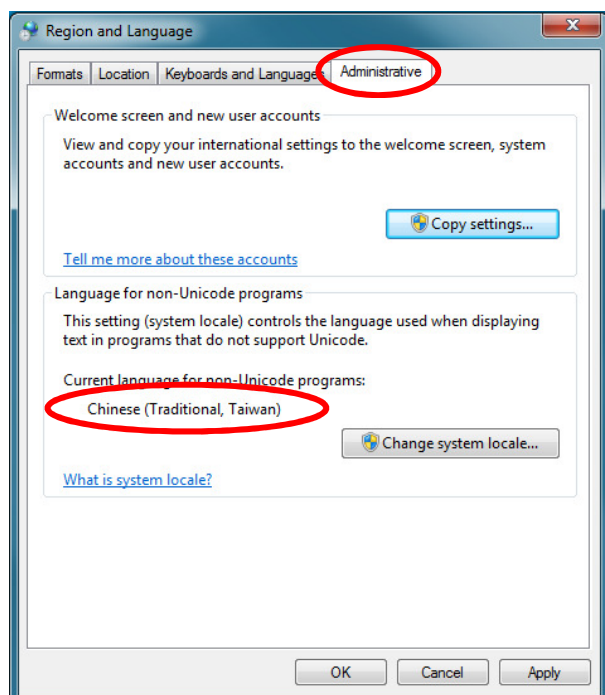 Region and Language
Formats Location Keyboards and Languages Administrative
Welcome screen and new user accounts
View and copy your international settings to the welcome screen, system
accounts and new user accounts.
Copy settings...
Tell me more about these accounts
Language for non-Unicode programs
This setting (system locale) controls the language used when displaying
text in programs that do not support Unicode.
Current language for non-Unicode programs:
Chinese (Traditional, Taiwan)
Change system locale...
What is system locale?
OK Cancel Apply